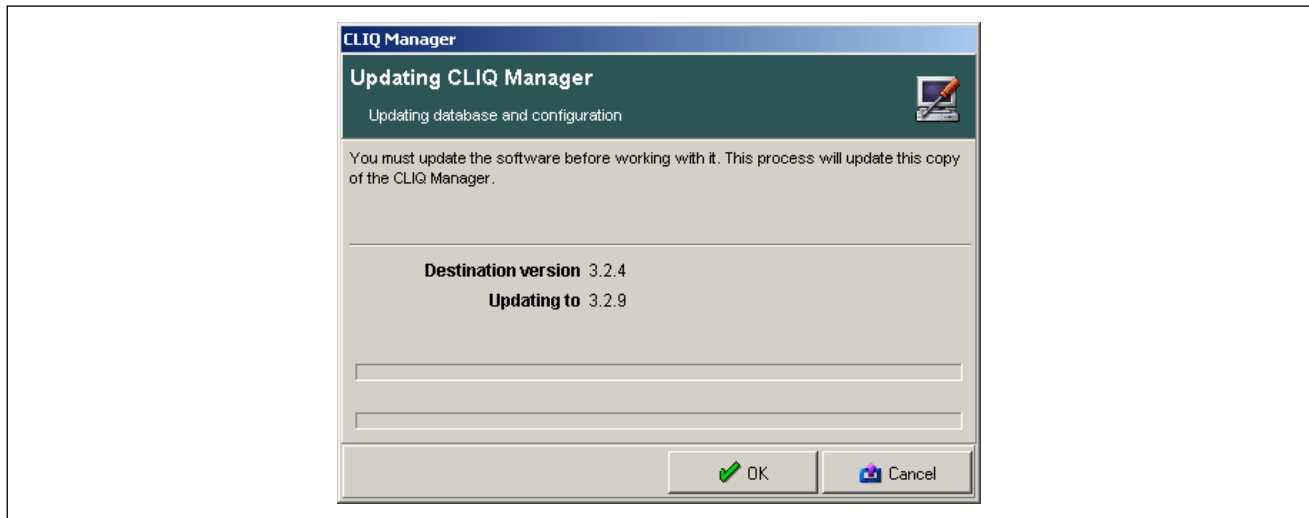 CLIQ Manager
Updating CLIQ Manager
Updating database and configuration
You must update the software before working with it. This process will update this copy
of the CLIQ Manager.
Destination version 3.2.4
Updating to 3.2.9
OK Cancel